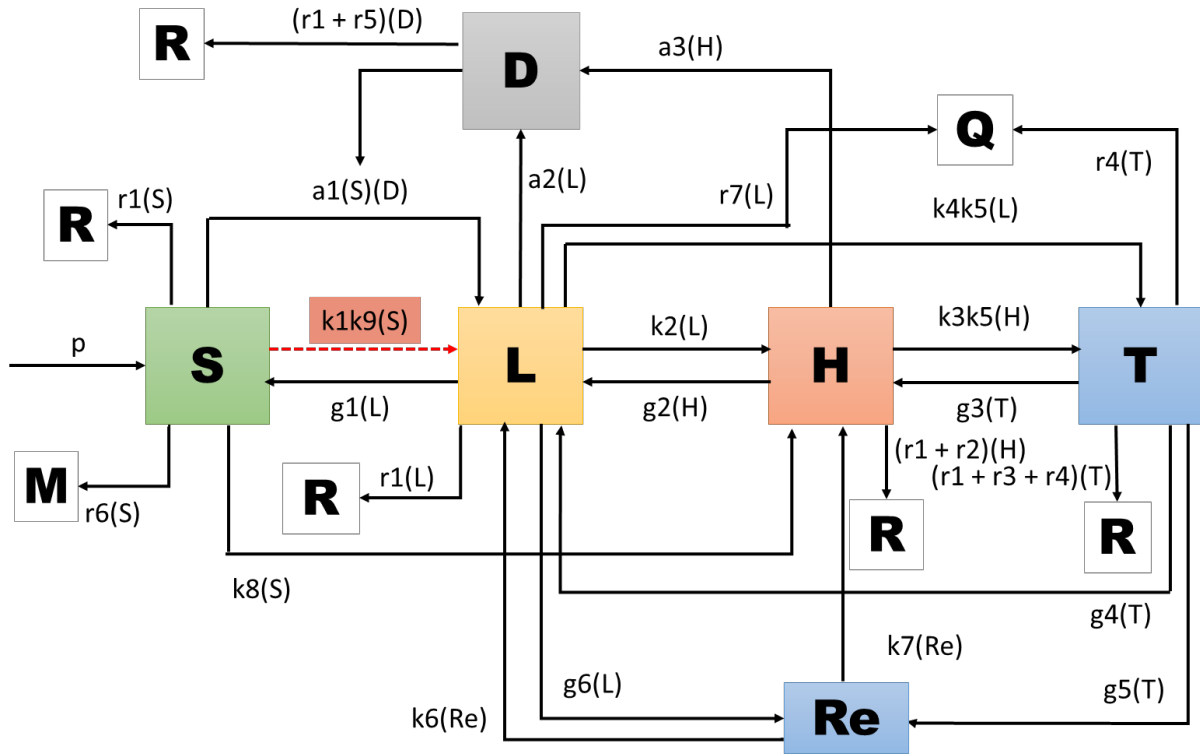 (r1 + r5)(D)
R
D
a3(H)
Q
r4(T)
a2(L)
r7(L)
a1(S)(D)
r1(S)
R
k4k5(L)
p
S
k1k9(S)
L
k2(L)
H
k3k5(H)
T
g1(L)
g2(H)
g3(T)
(r1 + r2)(H)
(r1 + r3 + r4)(T)
M
r6(S)
R
r1(L)
R
R
k8(S)
g4(T)
k7(Re)
g6(L)
k6(Re)
g5(T)
Re